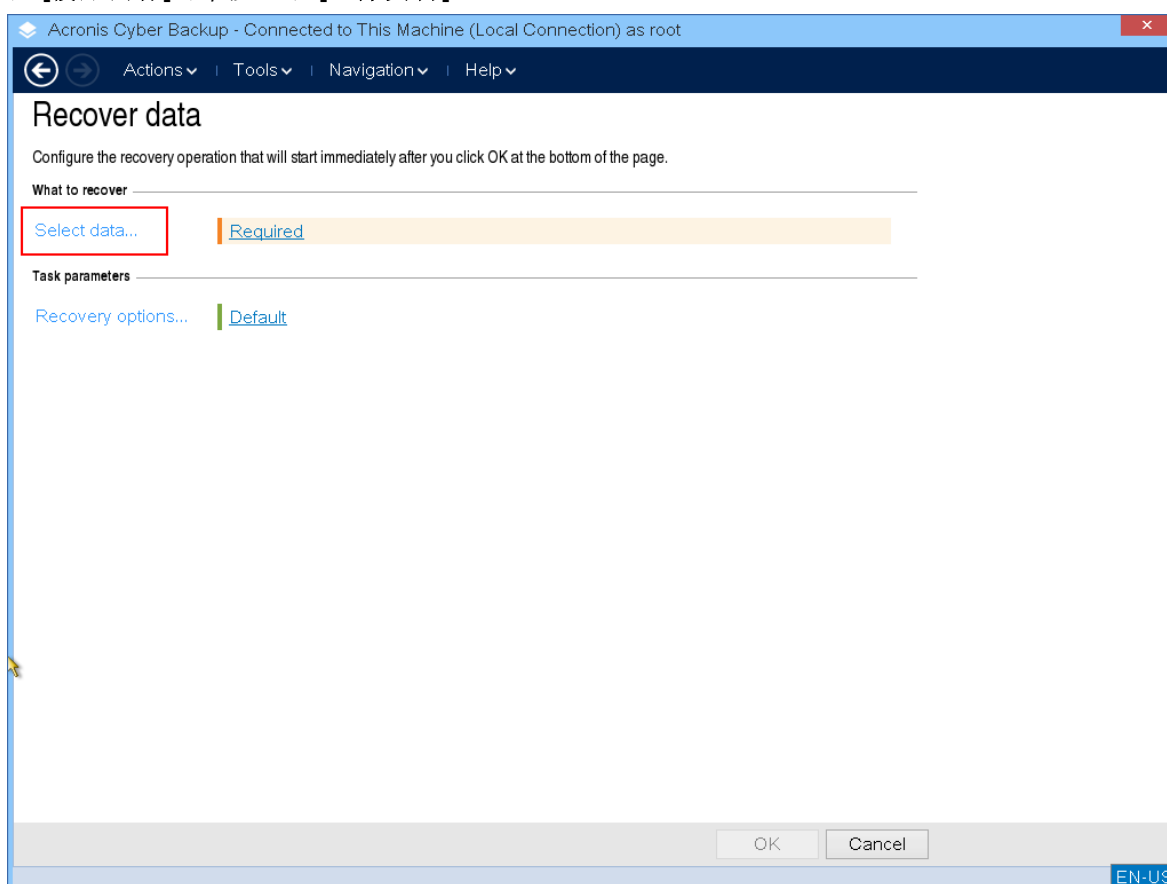 Acronis Cyber Backup - Connected to This Machine (Local Connection) as root
Actions Tools Navigation Help
Recover data
Configure the recovery operation that will start immediately after you click OK at the bottom of the page.
What to recover
Select data... Required
Task parameters
Recovery options... Default
OK Cancel
EN-US